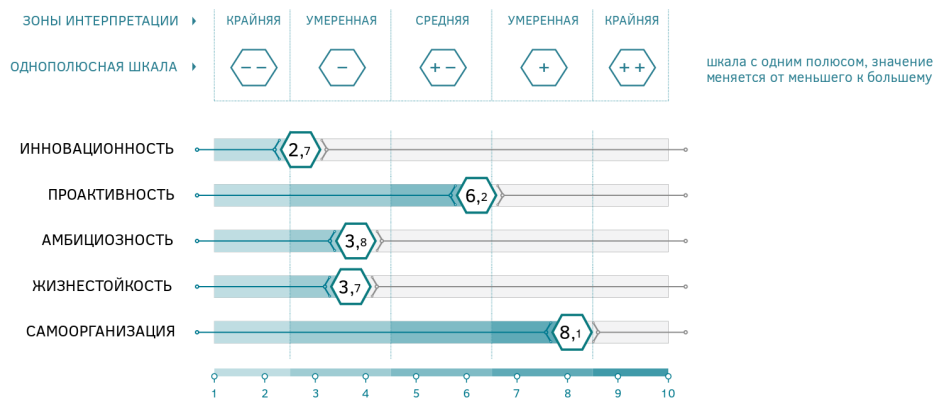 ЗОНЫ ИНТЕРПРЕТАЦИИ КРАЙНЯЯ УМЕРЕННАЯ СРЕДНЯЯ УМЕРЕННАЯ КРАЙНЯЯ
ОДНОПОЛЮСНАЯ ШКАЛА – – – + – + + +
шкала с одним полюсом, значение
меняется от меньшего к большему
ИННОВАЦИОННОСТЬ 2,7
ПРОАКТИВНОСТЬ 6,2
АМБИЦИОЗНОСТЬ 3,8
ЖИЗНЕСТОЙКОСТЬ 3,7
САМООРГАНИЗАЦИЯ 8,1
1 2 3 4 5 6 7 8 9 10